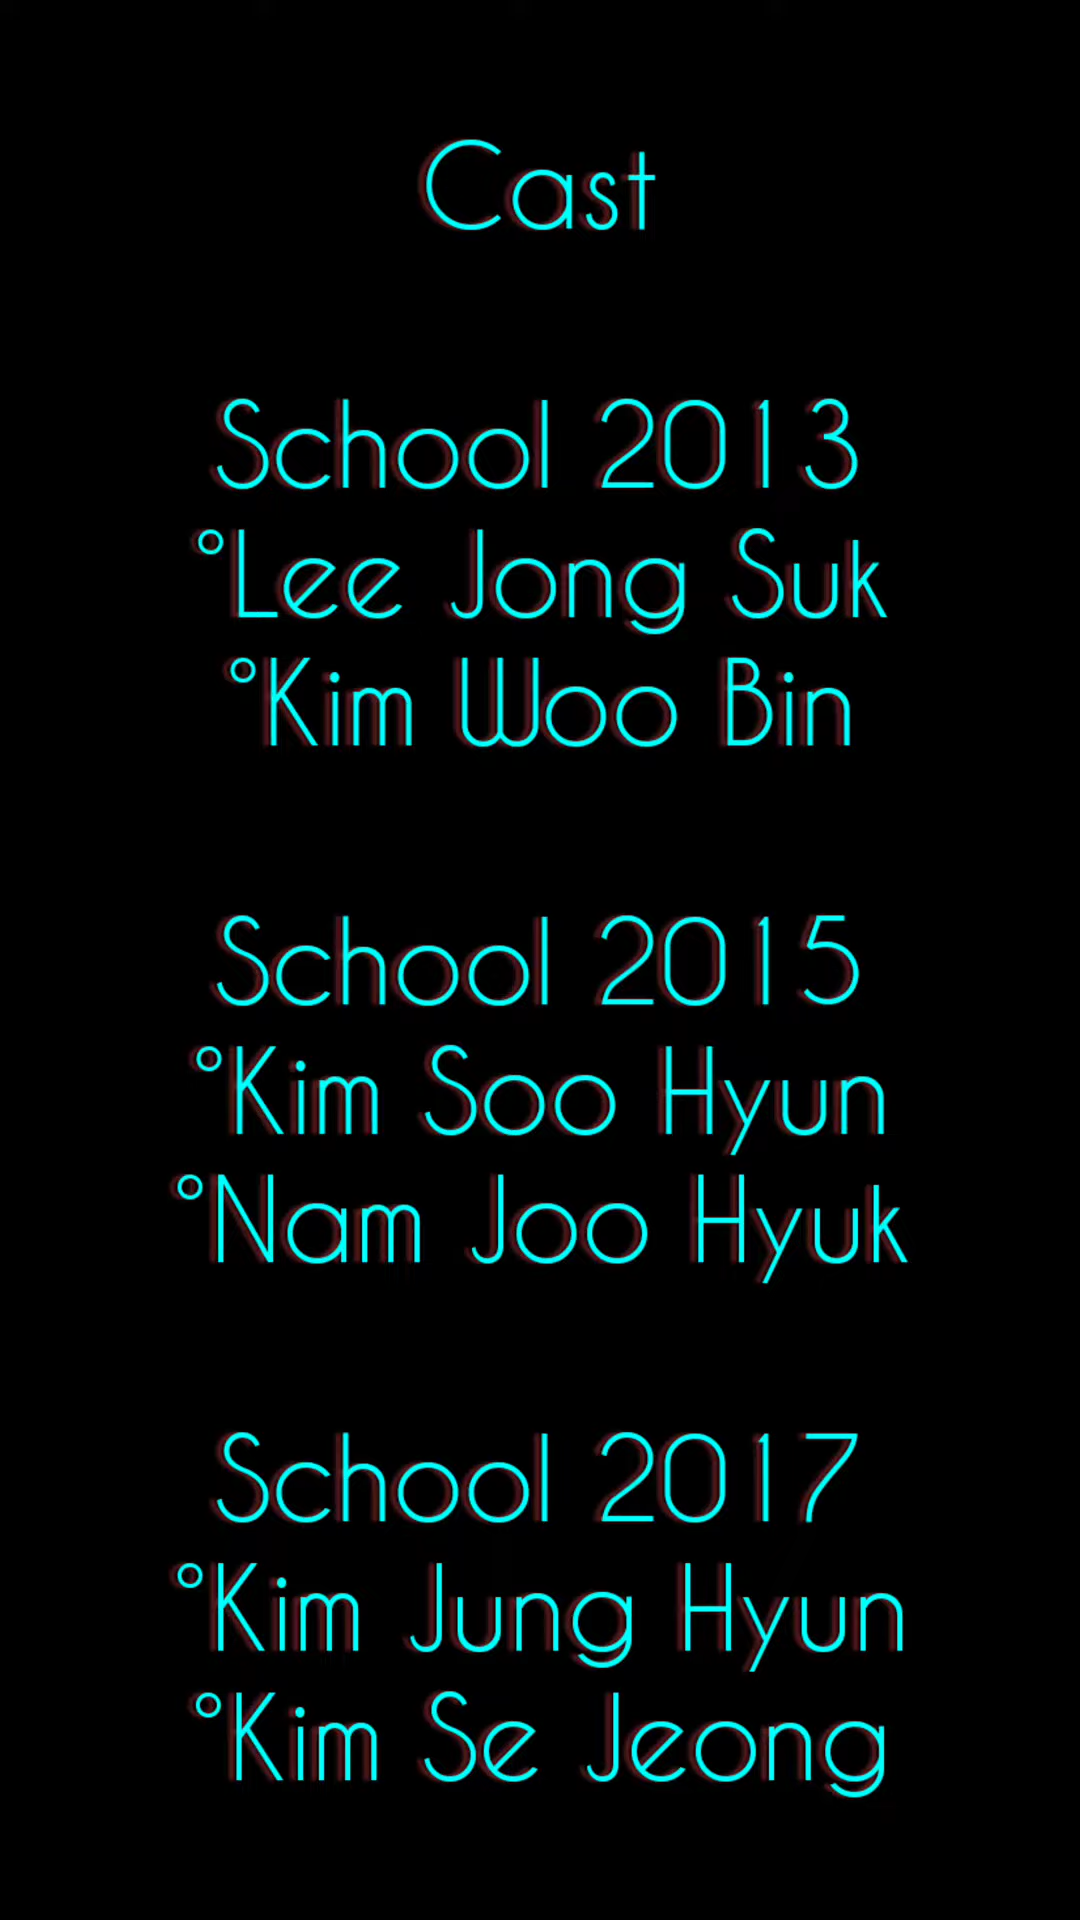 Cast
School 2013
°Lee Jong Suk
°Kim Woo Bin
School 2015
°Kim Soo Hyun
°Nam Joo Hyuk
School 2017
°Kim Jung Hyun
°Kim Se Jeong